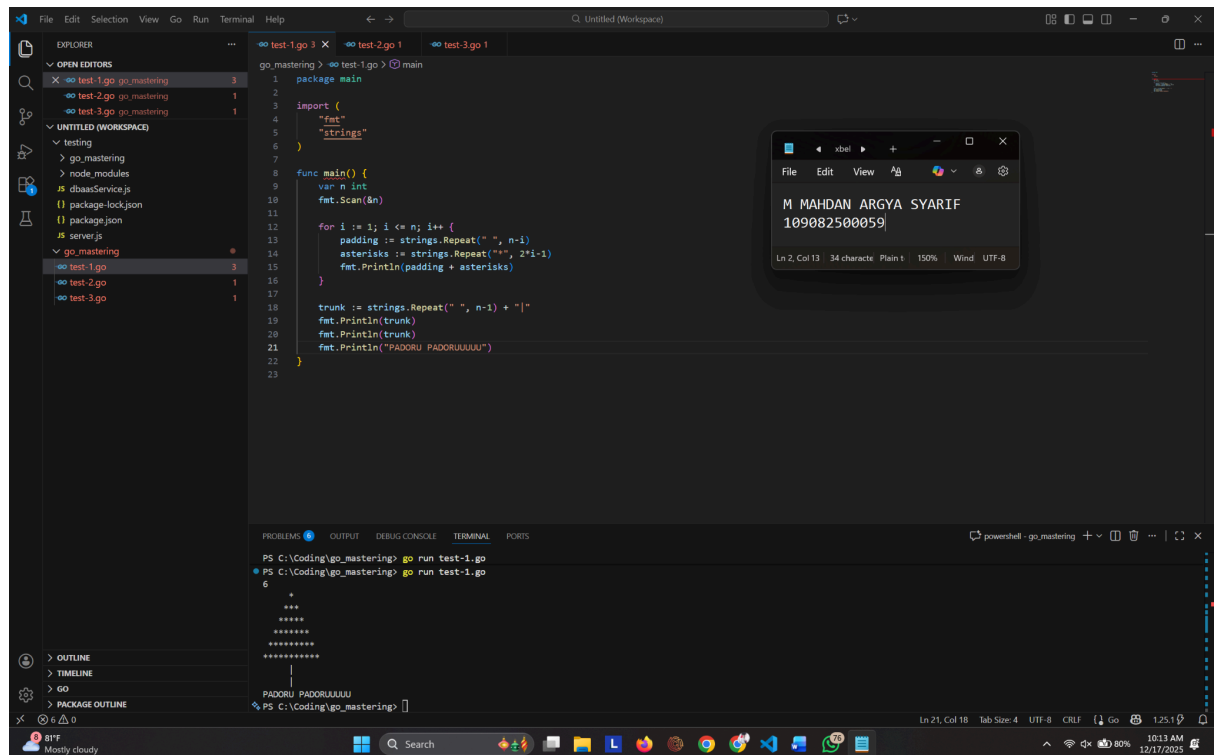 File Edit Selection View Go Run Terminal Help
Untitled (Workspace)
EXPLORER
OPEN EDITORS
test-1.go go_mastering 3
test-2.go go_mastering 1
test-3.go go_mastering 1
UNTITLED (WORKSPACE)
testing
go_mastering
node_modules
JS dbaasService.js
{} package-lock.json
{} package.json
JS server.js
go_mastering
test-1.go 3
test-2.go 1
test-3.go 1
OUTLINE
TIMELINE
GO
PACKAGE OUTLINE
test-1.go 3 test-2.go 1 test-3.go 1
go_mastering > test-1.go > main
1 package main
2
3 import (
4 "fmt"
5 "strings"
6 )
7
8 func main() {
9 var n int
10 fmt.Scan(&n)
11
12 for i := 1; i <= n; i++ {
13 padding := strings.Repeat(" ", n-i)
14 asterisks := strings.Repeat("*", 2*i-1)
15 fmt.Println(padding + asterisks)
16 }
17
18 trunk := strings.Repeat(" ", n-1) + "|"
19 fmt.Println(trunk)
20 fmt.Println(trunk)
21 fmt.Println("PADORU PADORUUUUU")
22 }
23
xbel
File Edit View
M MAHDAN ARGYA SYARIF
109082500059
Ln 2, Col 13 34 characte Plain t 150% Wind UTF-8
PROBLEMS 6 OUTPUT DEBUG CONSOLE TERMINAL PORTS
powershell - go_mastering
PS C:\Coding\go_mastering> go run test-1.go
PS C:\Coding\go_mastering> go run test-1.go
6
*
***
*****
*******
*********
***********
|
|
PADORU PADORUUUUU
PS C:\Coding\go_mastering>
6 0
Ln 21, Col 18 Tab Size: 4 UTF-8 CRLF Go 1.25.1
8
81°F
Mostly cloudy
Search
76
80%
10:13 AM
12/17/2025